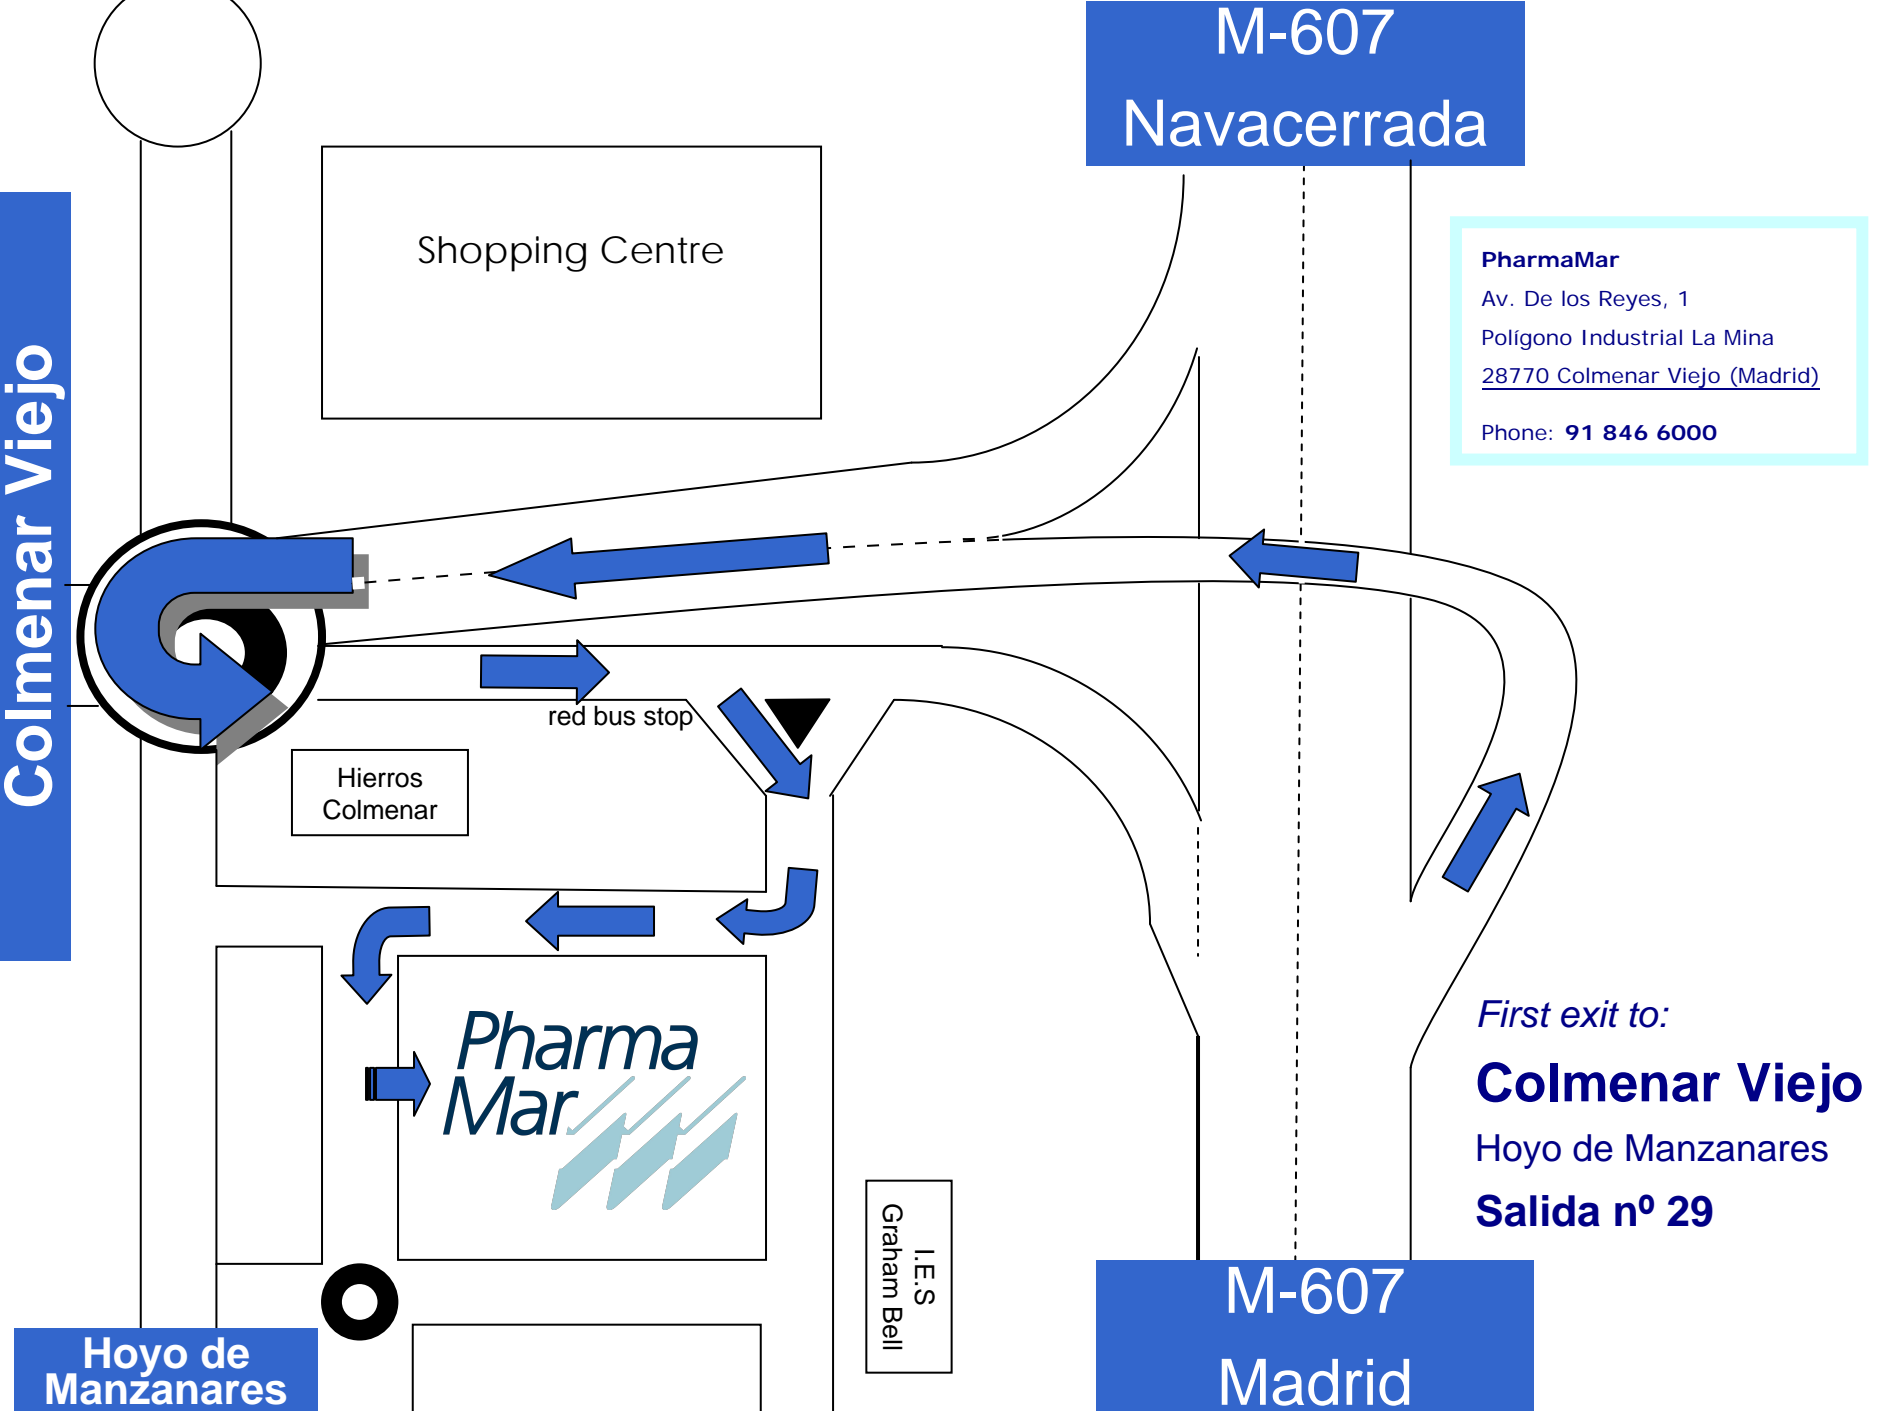 M-607
Navacerrada
Shopping Centre
PharmaMar
Av. De los Reyes, 1
Polígono Industrial La Mina
28770 Colmenar Viejo (Madrid)
Phone: 91 846 6000
Colmenar Viejo
red bus stop
Hierros
Colmenar
Pharma
Mar
First exit to:
Colmenar Viejo
Hoyo de Manzanares
Salida nº 29
I.E.S
Graham Bell
M-607
Madrid
Hoyo de
Manzanares